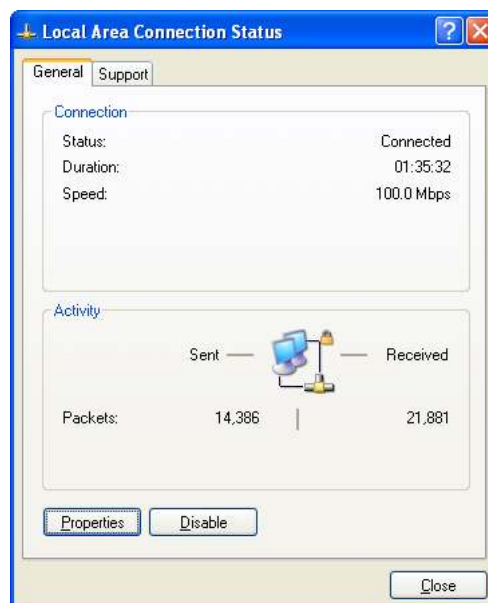 Local Area Connection Status
General Support
Connection
Status: Connected
Duration: 01:35:32
Speed: 100.0 Mbps
Activity
Sent Received
Packets: 14,386 21,881
Properties Disable
Close